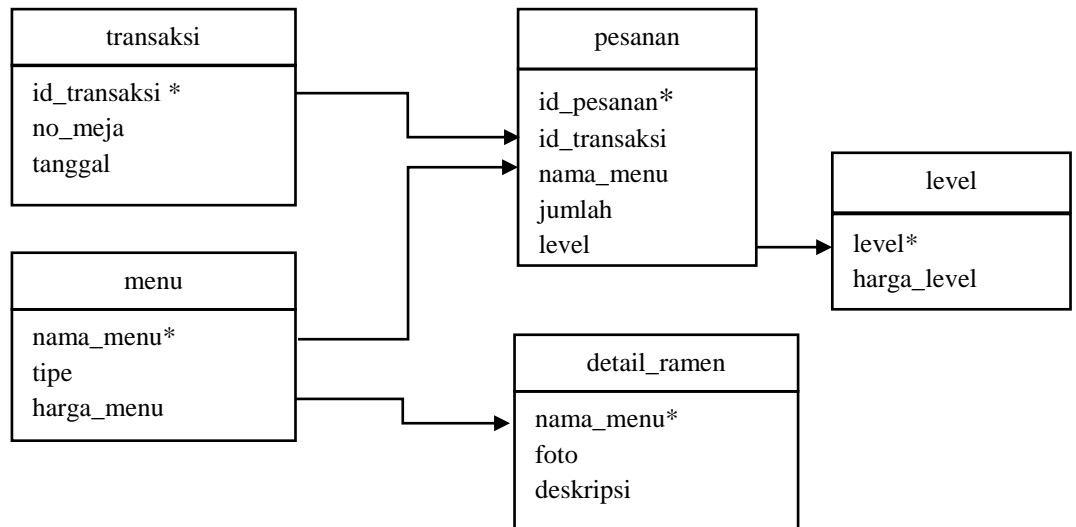 transaksi
id_transaksi *
no_meja
tanggal
pesanan
id_pesanan*
id_transaksi
nama_menu
jumlah
level
level
level*
harga_level
menu
nama_menu*
tipe
harga_menu
detail_ramen
nama_menu*
foto
deskripsi